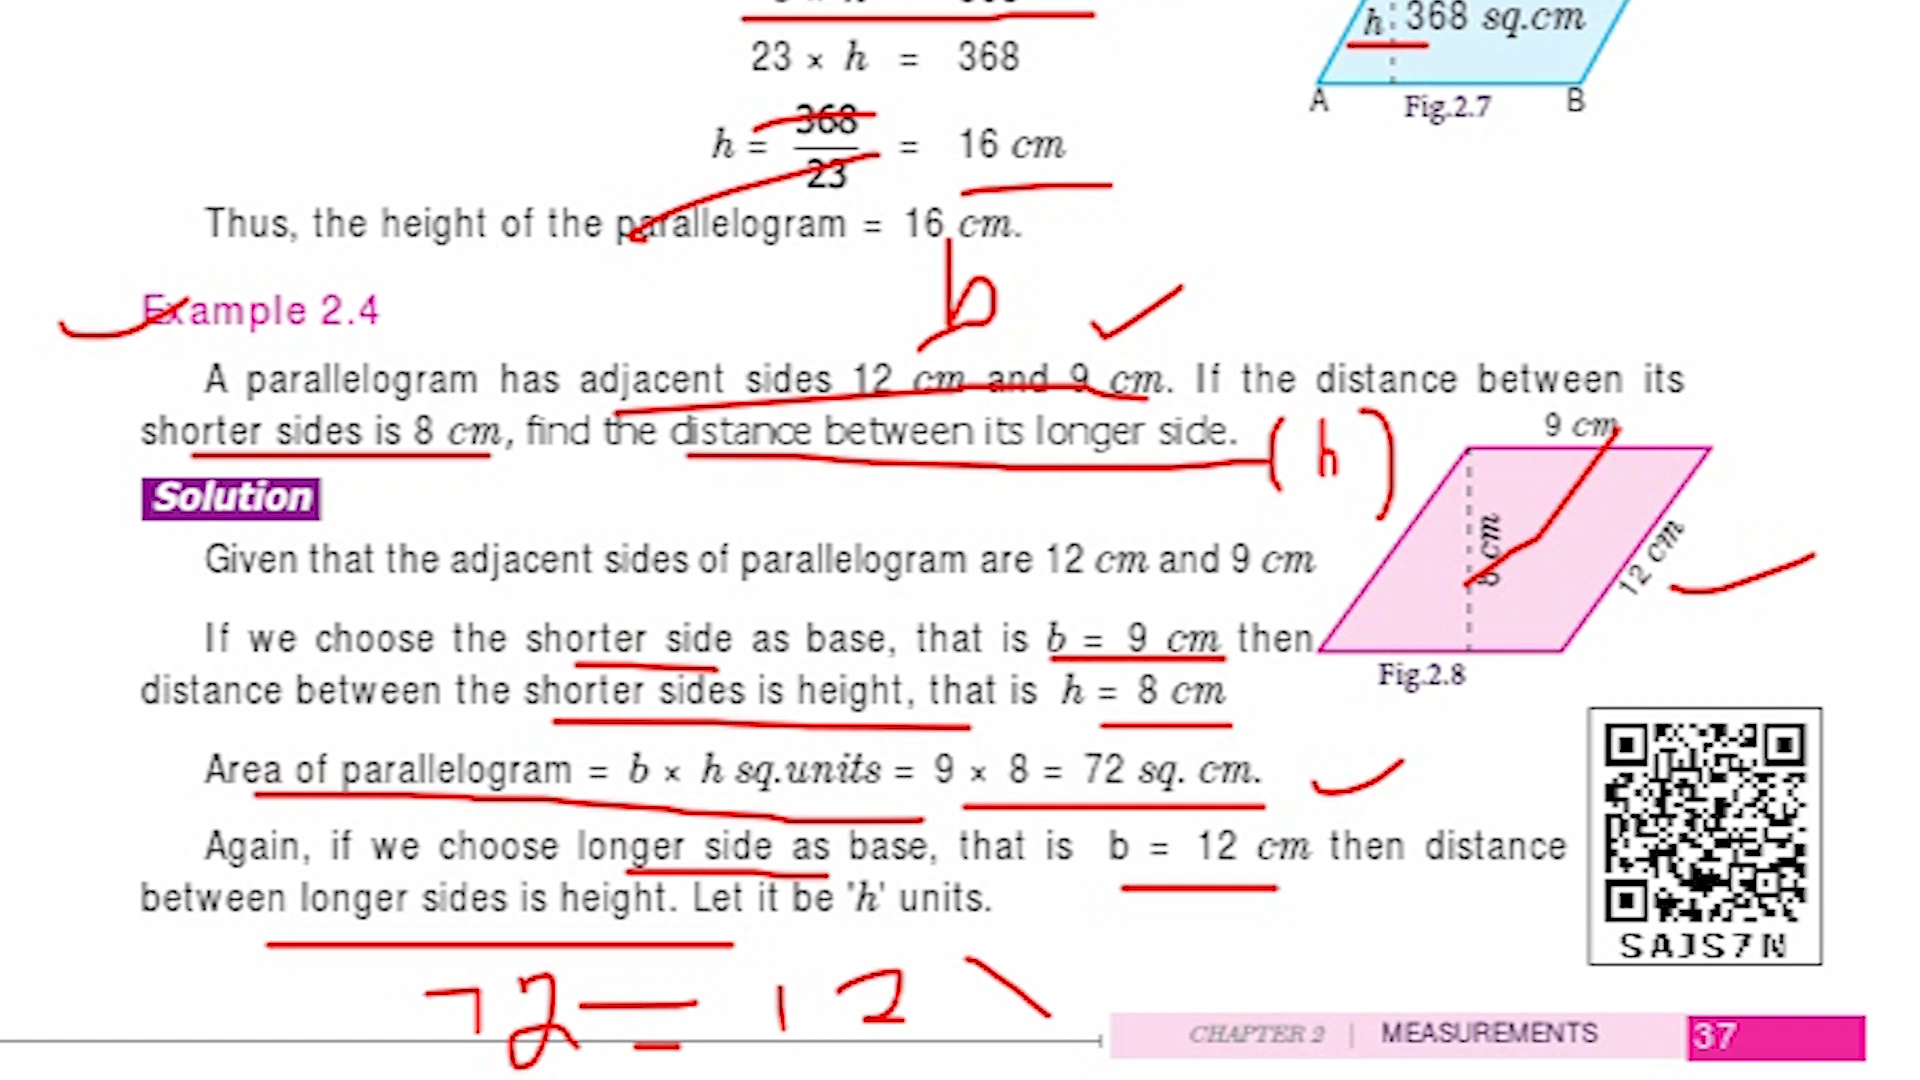 23 × h = 368
h = 368/23 = 16 cm
Thus, the height of the parallelogram = 16 cm.
h 368 sq.cm
A B
Fig.2.7
b
Example 2.4
A parallelogram has adjacent sides 12 cm and 9 cm. If the distance between its
shorter sides is 8 cm, find the distance between its longer side. (h)
Solution
Given that the adjacent sides of parallelogram are 12 cm and 9 cm
If we choose the shorter side as base, that is b = 9 cm then
distance between the shorter sides is height, that is h = 8 cm
Area of parallelogram = b × h sq.units = 9 × 8 = 72 sq. cm.
Again, if we choose longer side as base, that is b = 12 cm then distance
between longer sides is height. Let it be 'h' units.
9 cm
8 cm
12 cm
Fig.2.8
SAJS7N
72 = 12 \
CHAPTER 2 | MEASUREMENTS 37